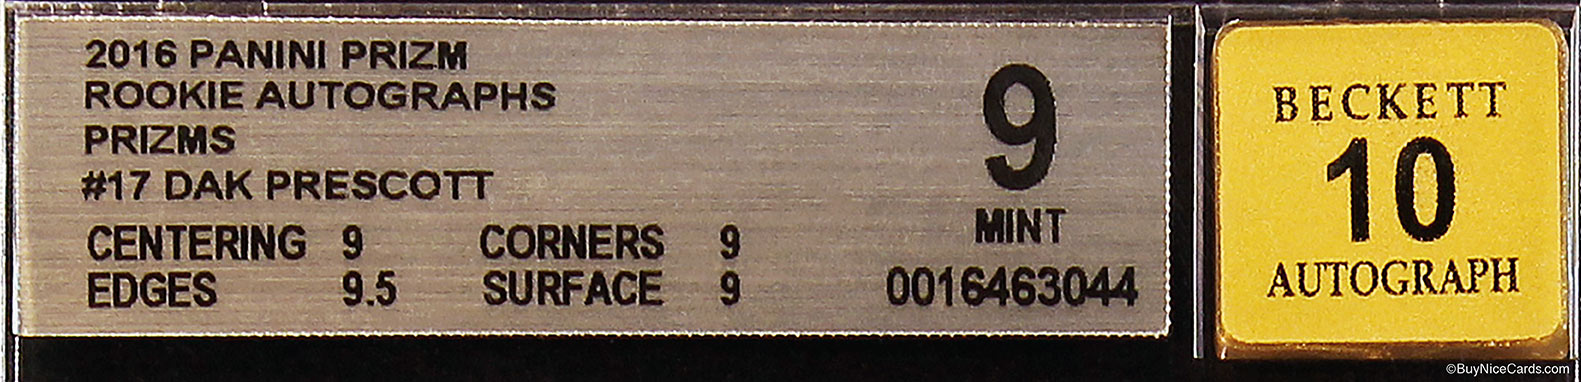 2016 PANINI PRIZM
ROOKIE AUTOGRAPHS
PRIZMS
#17 DAK PRESCOTT
CENTERING 9 CORNERS 9
EDGES 9.5 SURFACE 9
9
MINT
0016463044
BECKETT
10
AUTOGRAPH
©BuyNiceCards.com